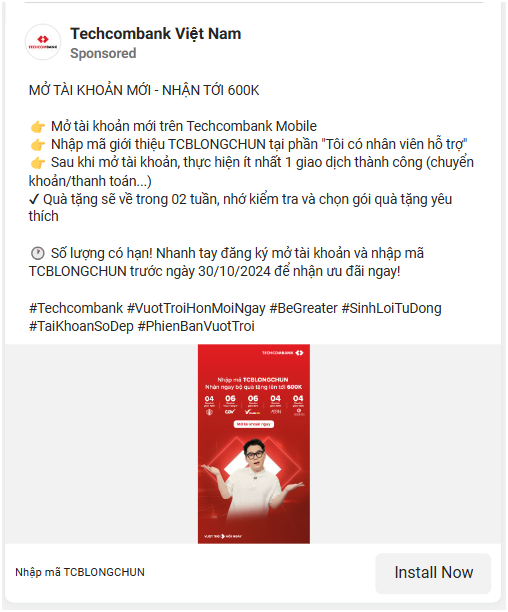 Techcombank Việt Nam
TECHCOMBANK
Sponsored
MỞ TÀI KHOẢN MỚI - NHẬN TỚI 600K
👉 Mở tài khoản mới trên Techcombank Mobile
👉 Nhập mã giới thiệu TCBLONGCHUN tại phần "Tôi có nhân viên hỗ trợ"
👉 Sau khi mở tài khoản, thực hiện ít nhất 1 giao dịch thành công (chuyển
khoản/thanh toán...)
✔ Quà tặng sẽ về trong 02 tuần, nhớ kiểm tra và chọn gói quà tặng yêu
thích
🕐 Số lượng có hạn! Nhanh tay đăng ký mở tài khoản và nhập mã
TCBLONGCHUN trước ngày 30/10/2024 để nhận ưu đãi ngay!
#Techcombank #VuotTroiHonMoiNgay #BeGreater #SinhLoiTuDong
#TaiKhoanSoDep #PhienBanVuotTroi
TECHCOMBANK
Nhập mã TCBLONGCHUN
Nhận ngay bộ quà tặng lên tới 600K
04 06 06 04 04
Mở tài khoản ngay
VƯỢT TRỘI MỖI NGÀY
Nhập mã TCBLONGCHUN
Install Now